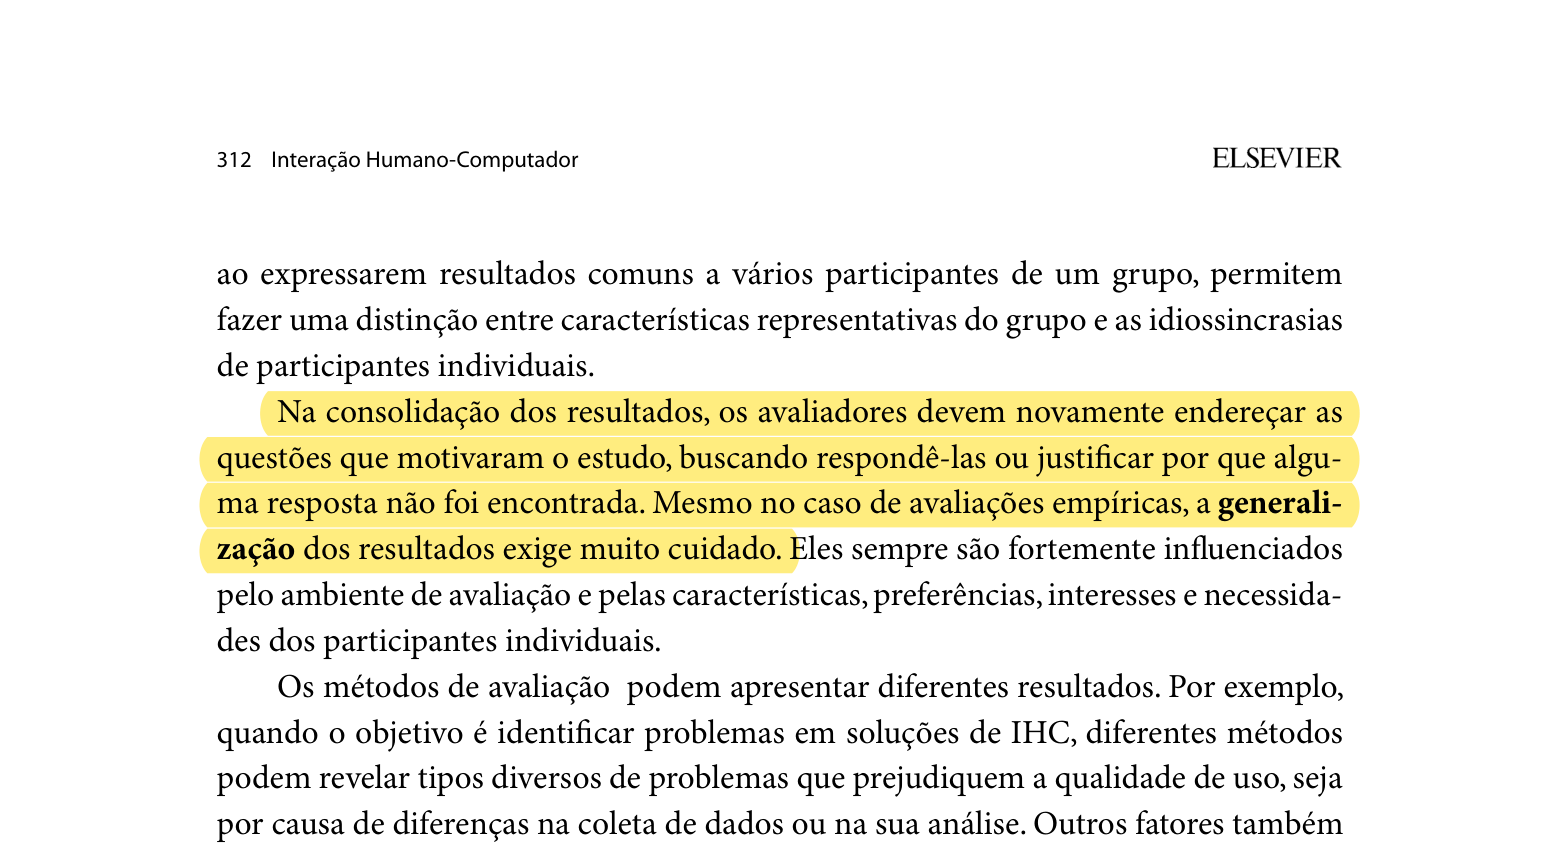 312 Interação Humano-Computador ELSEVIER
ao expressarem resultados comuns a vários participantes de um grupo, permitem
fazer uma distinção entre características representativas do grupo e as idiossincrasias
de participantes individuais.
Na consolidação dos resultados, os avaliadores devem novamente endereçar as
questões que motivaram o estudo, buscando respondê-las ou justificar por que algu-
ma resposta não foi encontrada. Mesmo no caso de avaliações empíricas, a generali-
zação dos resultados exige muito cuidado. Eles sempre são fortemente influenciados
pelo ambiente de avaliação e pelas características, preferências, interesses e necessida-
des dos participantes individuais.
Os métodos de avaliação podem apresentar diferentes resultados. Por exemplo,
quando o objetivo é identificar problemas em soluções de IHC, diferentes métodos
podem revelar tipos diversos de problemas que prejudiquem a qualidade de uso, seja
por causa de diferenças na coleta de dados ou na sua análise. Outros fatores também